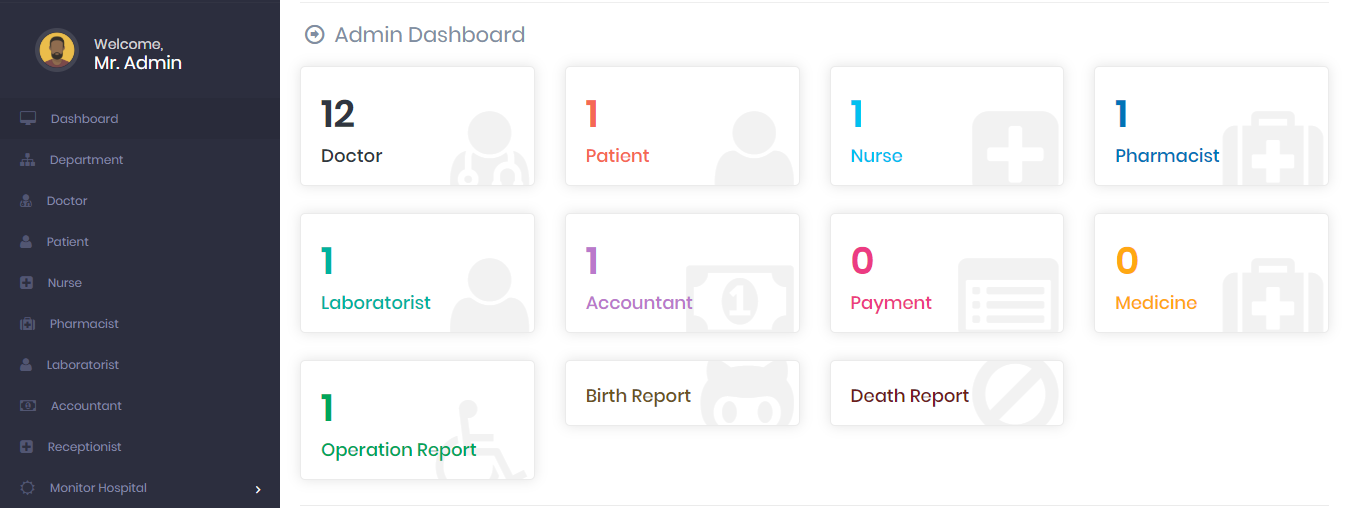 Welcome,
Mr. Admin
Dashboard
Department
Doctor
Patient
Nurse
Pharmacist
Laboratorist
Accountant
Receptionist
Monitor Hospital
Admin Dashboard
12
Doctor
1
Patient
1
Nurse
1
Pharmacist
1
Laboratorist
1
Accountant
0
Payment
0
Medicine
1
Operation Report
Birth Report
Death Report